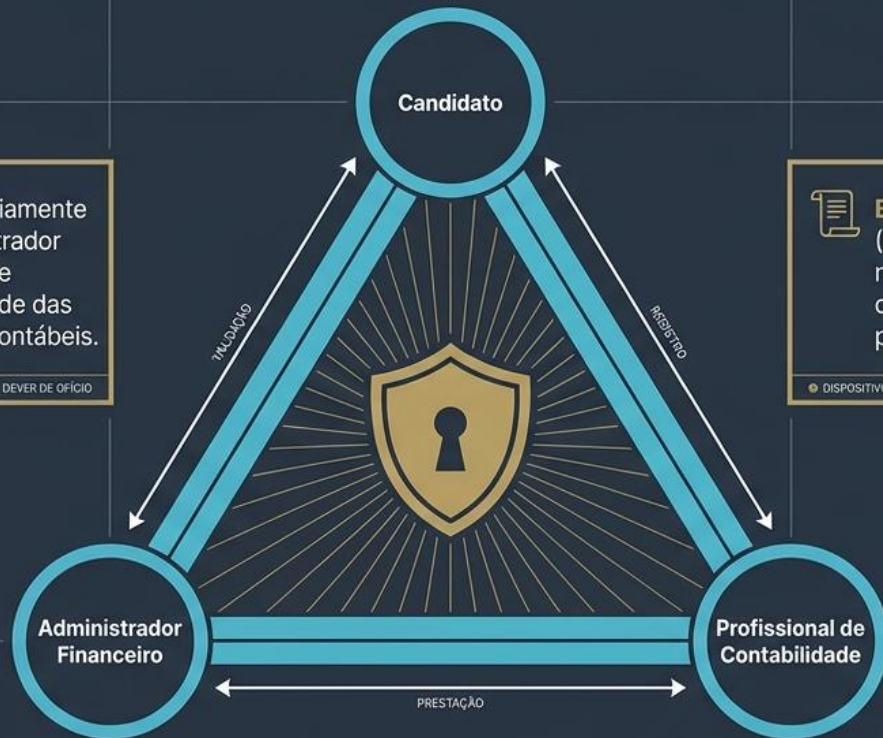 Candidato
iamente
trador
e
de das
ontábeis.
DEVER DE OFÍCIO
E
(
DISPOSITIVO
REGISTRO
Administrador
Financeiro
Profissional de
Contabilidade
PRESTAÇÃO